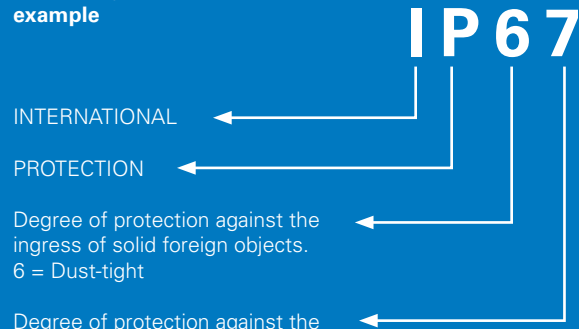 example
IP67
INTERNATIONAL
PROTECTION
Degree of protection against the
ingress of solid foreign objects.
6 = Dust-tight
Degree of protection against the